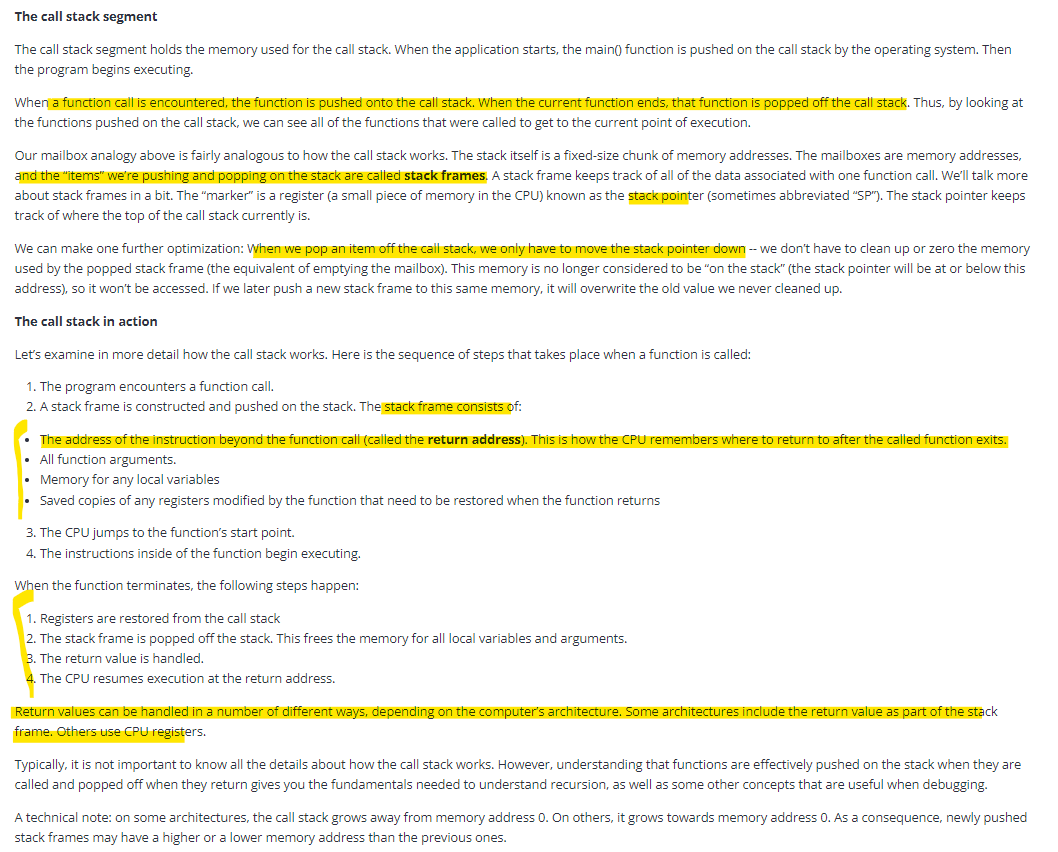 The call stack segment
The call stack segment holds the memory used for the call stack. When the application starts, the main() function is pushed on the call stack by the operating system. Then
the program begins executing.
When a function call is encountered, the function is pushed onto the call stack. When the current function ends, that function is popped off the call stack. Thus, by looking at
the functions pushed on the call stack, we can see all of the functions that were called to get to the current point of execution.
Our mailbox analogy above is fairly analogous to how the call stack works. The stack itself is a fixed-size chunk of memory addresses. The mailboxes are memory addresses,
and the “items” we’re pushing and popping on the stack are called stack frames. A stack frame keeps track of all of the data associated with one function call. We’ll talk more
about stack frames in a bit. The “marker” is a register (a small piece of memory in the CPU) known as the stack pointer (sometimes abbreviated “SP”). The stack pointer keeps
track of where the top of the call stack currently is.
We can make one further optimization: When we pop an item off the call stack, we only have to move the stack pointer down -- we don’t have to clean up or zero the memory
used by the popped stack frame (the equivalent of emptying the mailbox). This memory is no longer considered to be “on the stack” (the stack pointer will be at or below this
address), so it won’t be accessed. If we later push a new stack frame to this same memory, it will overwrite the old value we never cleaned up.
The call stack in action
Let’s examine in more detail how the call stack works. Here is the sequence of steps that takes place when a function is called:
1. The program encounters a function call.
2. A stack frame is constructed and pushed on the stack. The stack frame consists of:
• The address of the instruction beyond the function call (called the return address). This is how the CPU remembers where to return to after the called function exits.
• All function arguments.
• Memory for any local variables
• Saved copies of any registers modified by the function that need to be restored when the function returns
3. The CPU jumps to the function’s start point.
4. The instructions inside of the function begin executing.
When the function terminates, the following steps happen:
1. Registers are restored from the call stack
2. The stack frame is popped off the stack. This frees the memory for all local variables and arguments.
3. The return value is handled.
4. The CPU resumes execution at the return address.
Return values can be handled in a number of different ways, depending on the computer’s architecture. Some architectures include the return value as part of the stack
frame. Others use CPU registers.
Typically, it is not important to know all the details about how the call stack works. However, understanding that functions are effectively pushed on the stack when they are
called and popped off when they return gives you the fundamentals needed to understand recursion, as well as some other concepts that are useful when debugging.
A technical note: on some architectures, the call stack grows away from memory address 0. On others, it grows towards memory address 0. As a consequence, newly pushed
stack frames may have a higher or a lower memory address than the previous ones.